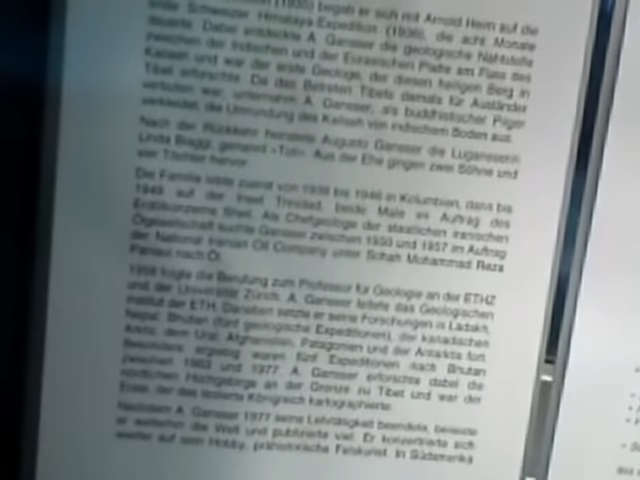 (1935) begab er sich mit Arnold Heim auf die
erste Schweizer Himalaya-Expedition (1936), die acht Monate
dauerte. Dabei entdeckte A. Gansser die geologische Nahtstelle
zwischen der Indischen und der Eurasischen Platte am Fuss des
Kailash und war der erste Geologe, der diesen heiligen Berg in
Tibet erforschte. Da das Betreten Tibets damals für Ausländer
verboten war, unternahm A. Gansser, als buddhistischer Pilger
verkleidet, die Umrundung des Kailash von indischem Boden aus.
Nach der Rückkehr heiratete Augusto Gansser die Luganeserin
Linda Biaggi, genannt «Toti». Aus der Ehe gingen zwei Söhne und
vier Töchter hervor.
Die Familie lebte zuerst von 1938 bis 1946 in Kolumbien, dann bis
1949 auf der Insel Trinidad, beide Male im Auftrag des
Erdölkonzerns Shell. Als Chefgeologe der staatlichen iranischen
Ölgesellschaft suchte Gansser zwischen 1950 und 1957 im Auftrag
der National Iranian Oil Company unter Schah Mohammad Reza
Pahlavi nach Öl.
1958 folgte die Berufung zum Professor für Geologie an der ETHZ
und der Universität Zürich. A. Gansser leitete das Geologischen
Institut der ETH. Daneben setzte er seine Forschungen in Ladakh,
Nepal, Bhutan (fünf geologische Expeditionen), der kanadischen
Arktis, dem Ural, Afghanistan, Patagonien und der Antarktis fort.
Besonders ergiebig waren fünf Expeditionen nach Bhutan
zwischen 1963 und 1977. A. Gansser erforschte dabei die
nördlichen Hochgebirge an der Grenze zu Tibet und war der
Erste, der das isolierte Königreich kartographierte.
Nachdem A. Gansser 1977 seine Lehrtätigkeit beendete, bereiste
er weiterhin die Welt und publizierte viel. Er konzentrierte sich
weiter auf sein Hobby, prähistorische Felskunst. In Südamerika